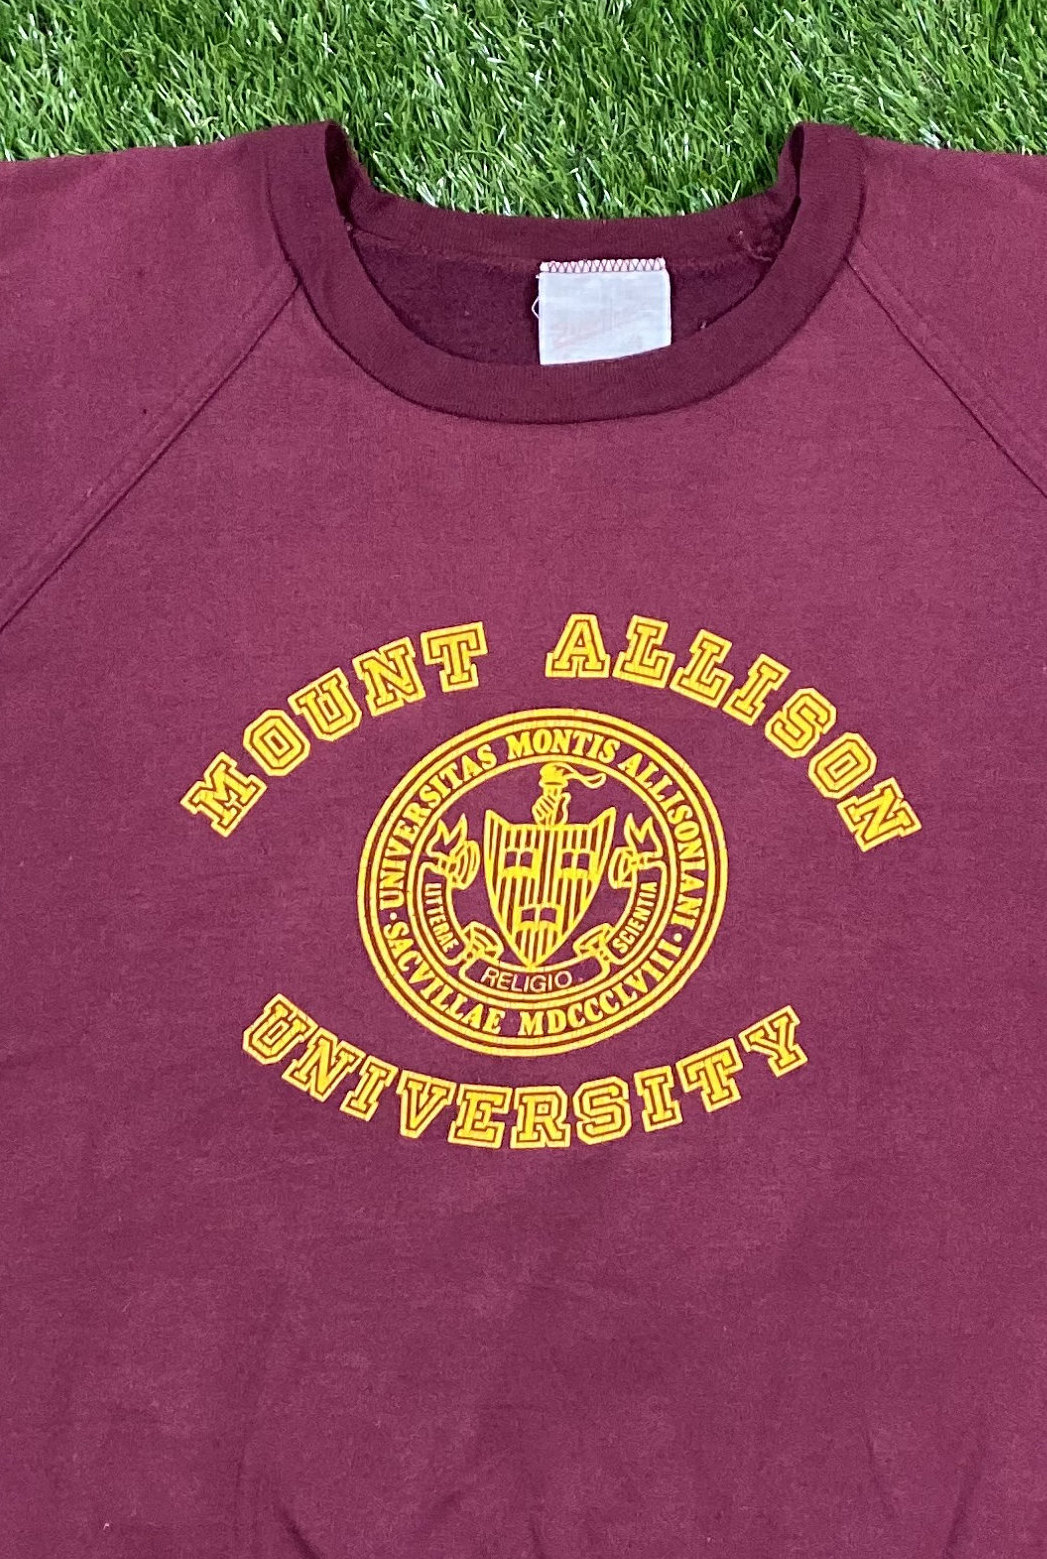 MOUNT ALLISON
UNIVERSITAS MONTIS ALLISONIANI
LITTERAE
RELIGIO
SCIENTIA
SACVILLAE MDCCCLVIII
UNIVERSITY